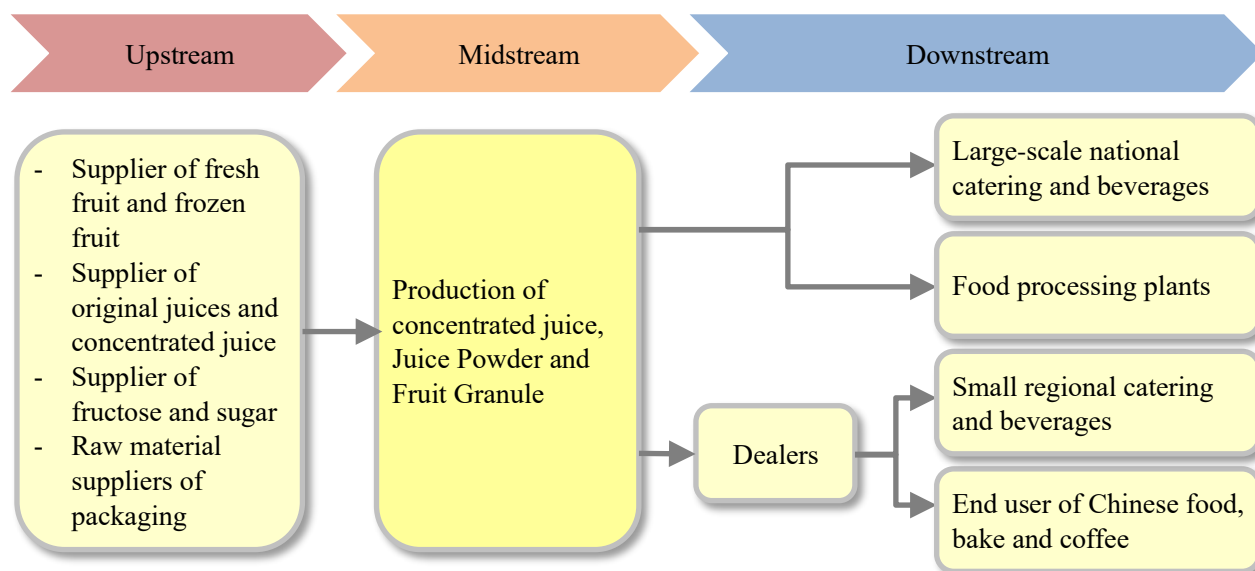 Upstream
Midstream
Downstream
- Supplier of fresh
fruit and frozen
fruit
- Supplier of
original juices and
concentrated juice
- Supplier of
fructose and sugar
- Raw material
suppliers of
packaging
Production of
concentrated juice,
Juice Powder and
Fruit Granule
Large-scale national
catering and beverages
Food processing plants
Dealers
Small regional catering
and beverages
End user of Chinese food,
bake and coffee